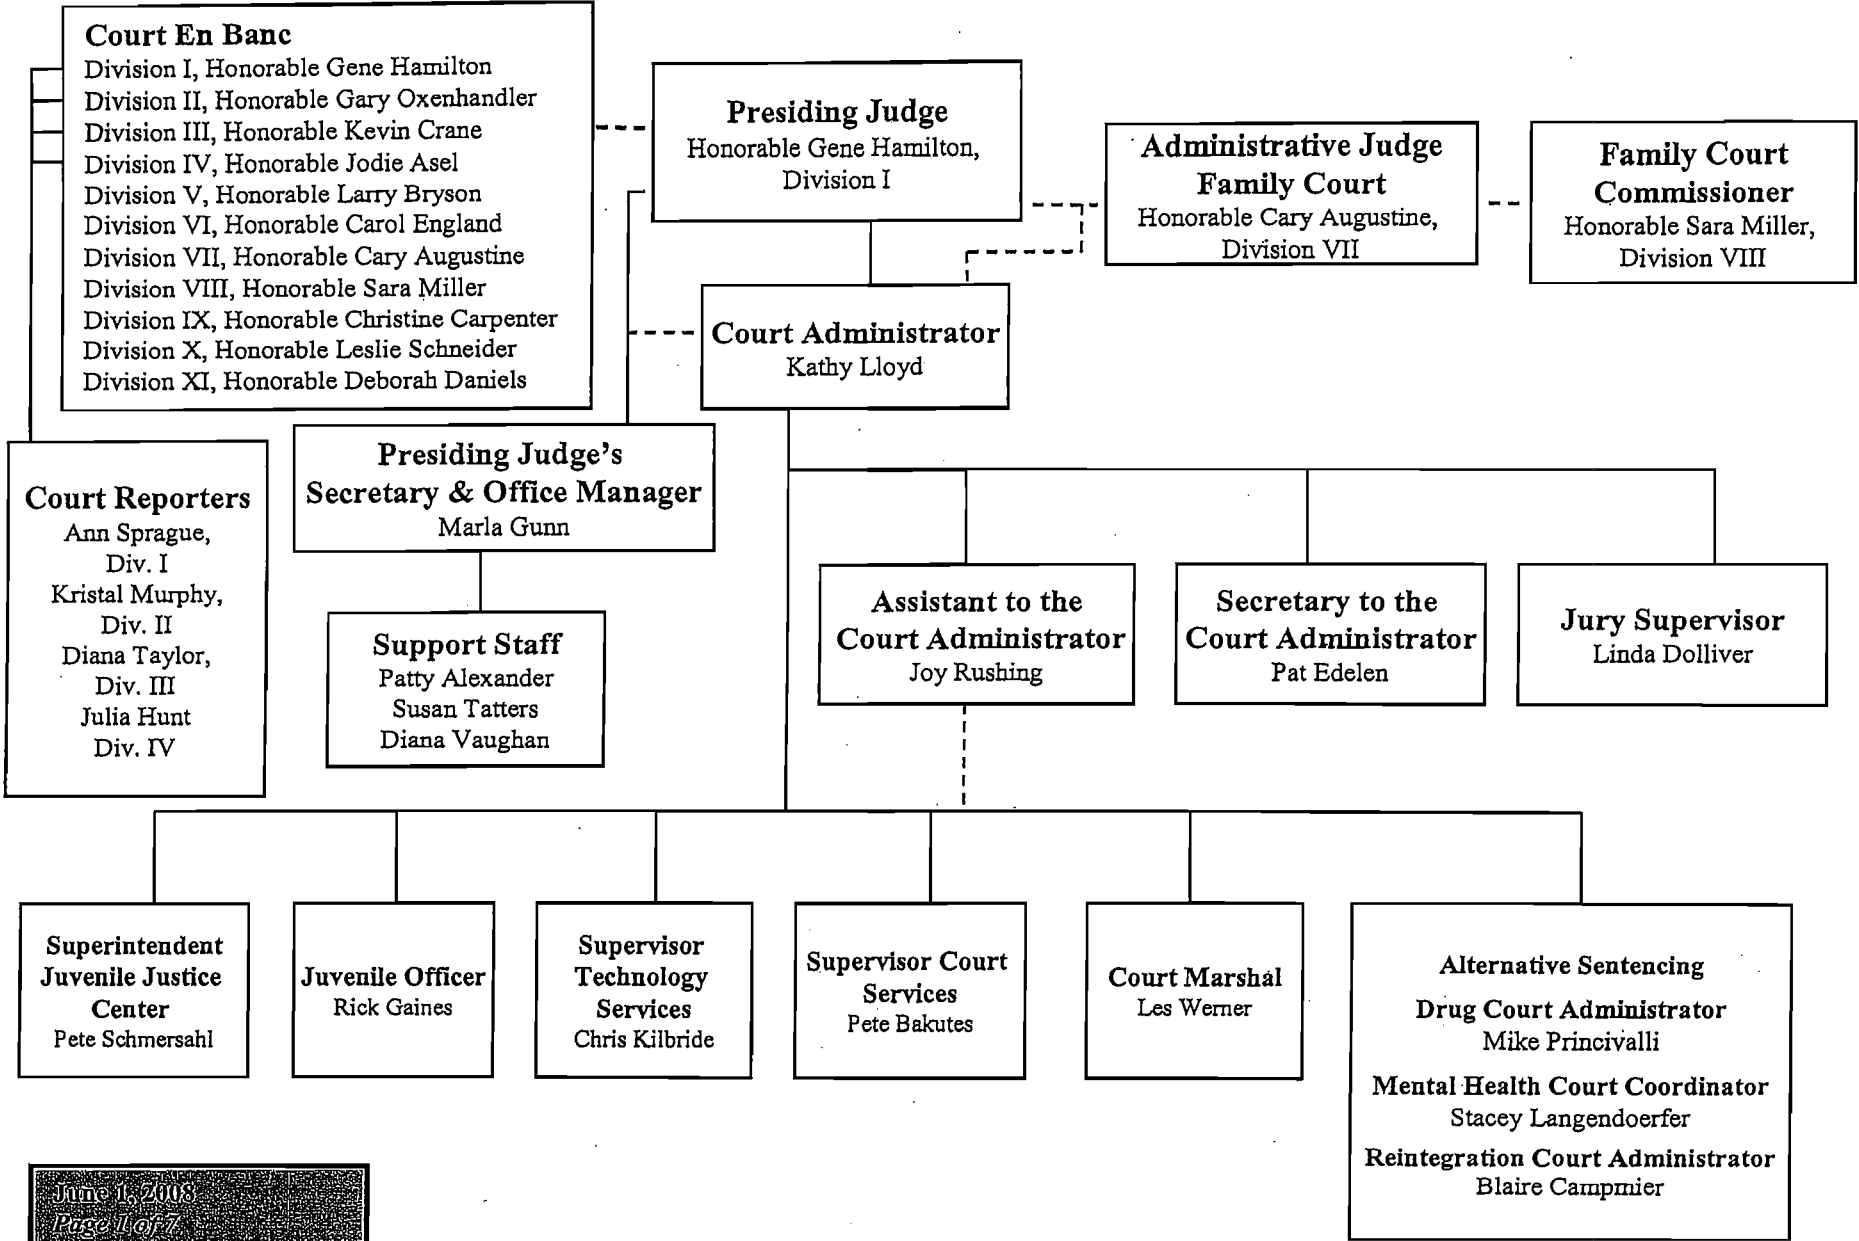 Court En Banc
Division I, Honorable Gene Hamilton
Division II, Honorable Gary Oxenhandler
Division III, Honorable Kevin Crane
Division IV, Honorable Jodie Asel
Division V, Honorable Larry Bryson
Division VI, Honorable Carol England
Division VII, Honorable Cary Augustine
Division VIII, Honorable Sara Miller
Division IX, Honorable Christine Carpenter
Division X, Honorable Leslie Schneider
Division XI, Honorable Deborah Daniels
Presiding Judge
Honorable Gene Hamilton,
Division I
Administrative Judge
Family Court
Honorable Cary Augustine,
Division VII
Family Court
Commissioner
Honorable Sara Miller,
Division VIII
Court Administrator
Kathy Lloyd
Court Reporters
Ann Sprague,
Div. I
Kristal Murphy,
Div. II
Diana Taylor,
Div. III
Julia Hunt
Div. IV
Presiding Judge's
Secretary & Office Manager
Marla Gunn
Support Staff
Patty Alexander
Susan Tatters
Diana Vaughan
Assistant to the
Court Administrator
Joy Rushing
Secretary to the
Court Administrator
Pat Edelen
Jury Supervisor
Linda Dolliver
Superintendent
Juvenile Justice
Center
Pete Schmersahl
Juvenile Officer
Rick Gaines
Supervisor
Technology
Services
Chris Kilbride
Supervisor Court
Services
Pete Bakutes
Court Marshal
Les Werner
Alternative Sentencing
Drug Court Administrator
Mike Princivalli
Mental Health Court Coordinator
Stacey Langendoerfer
Reintegration Court Administrator
Blaire Campmier
June 1, 2008
Page 1 of 7